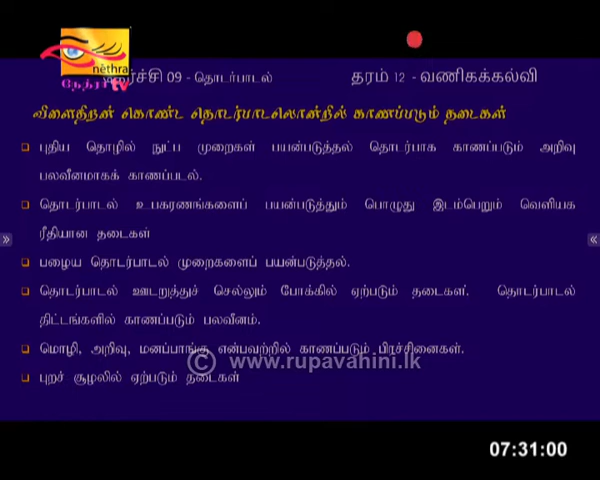 nethra
நேத்ரா tv
09 - தொடர்பாடல்
தரம் 12 - வணிகக்கல்வி
விளைதிறன் கொண்ட தொடர்பாடலொன்றில் காணப்படும் தடைகள்
புதிய தொழில் நுட்ப முறைகள் பயன்படுத்தல் தொடர்பாக காணப்படும் அறிவு
பலவீனமாகக் காணப்படல்.
தொடர்பாடல் உபகரணங்களைப் பயன்படுத்தும் பொழுது இடம்பெறும் வெளியக
ரீதியான தடைகள்
பழைய தொடர்பாடல் முறைகளைப் பயன்படுத்தல்.
தொடர்பாடல் ஊடறுத்துச் செல்லும் போக்கில் ஏற்படும் தடைகள். தொடர்பாடல்
திட்டங்களில் காணப்படும் பலவீனம்.
மொழி, அறிவு, மனப்பாங்கு என்பவற்றில் காணப்படும் பிரச்சினைகள்.
© www.rupavahini.lk
புறச் சூழலில் ஏற்படும் தடைகள்
07:31:00